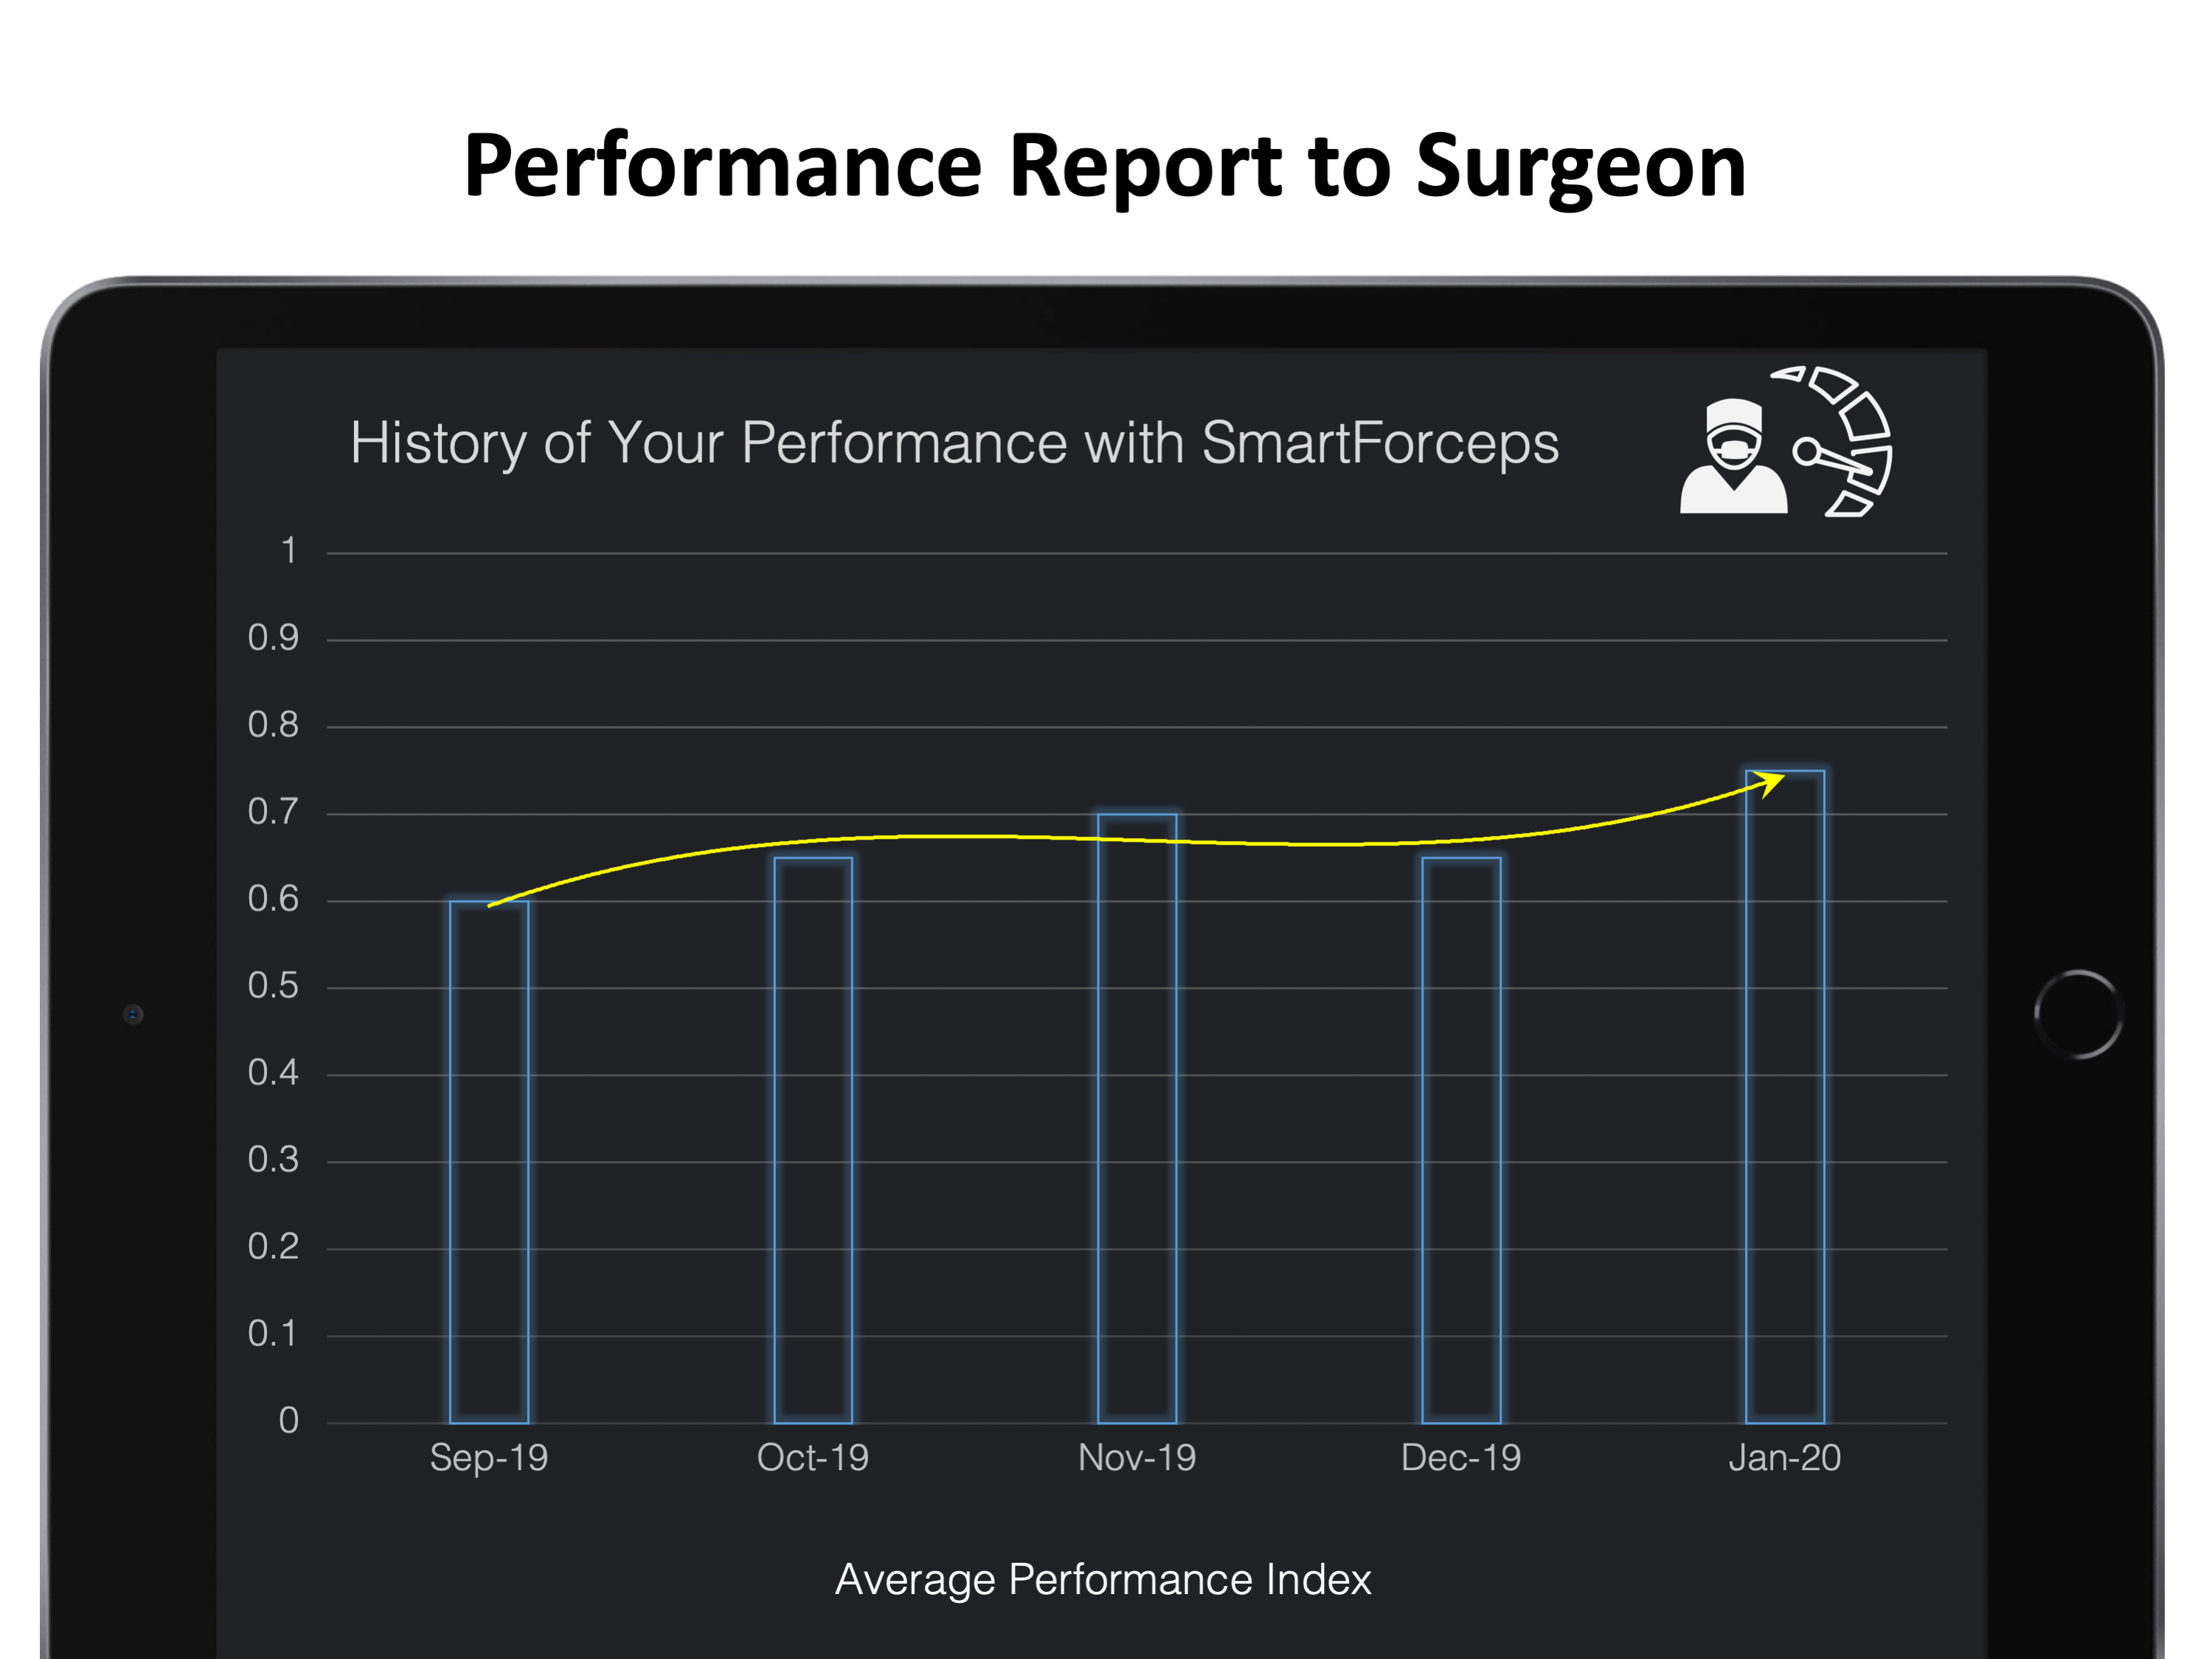 Performance Report to Surgeon
History of Your Performance with SmartForceps
1
0.9
0.8
0.7
0.6
0.5
0.4
0.3
0.2
0.1
0
Sep-19 Oct-19 Nov-19 Dec-19 Jan-20
Average Performance Index